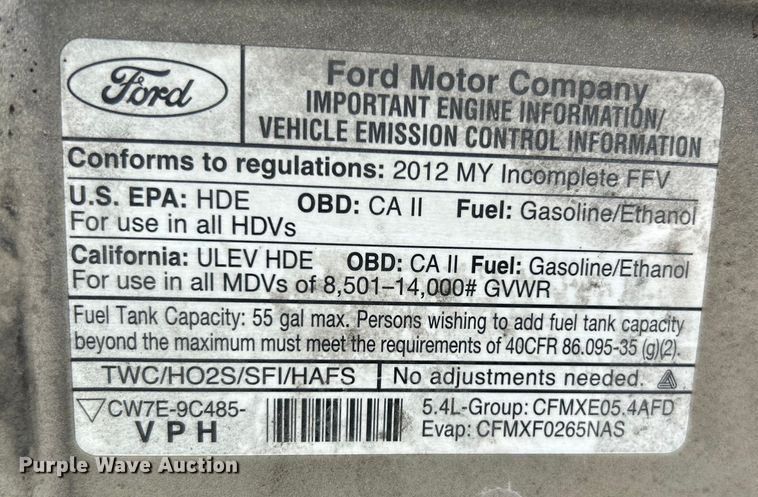 Ford
Ford Motor Company
IMPORTANT ENGINE INFORMATION/
VEHICLE EMISSION CONTROL INFORMATION
Conforms to regulations: 2012 MY Incomplete FFV
U.S. EPA: HDE OBD: CA II Fuel: Gasoline/Ethanol
For use in all HDVs
California: ULEV HDE OBD: CA II Fuel: Gasoline/Ethanol
For use in all MDVs of 8,501–14,000# GVWR
Fuel Tank Capacity: 55 gal max. Persons wishing to add fuel tank capacity
beyond the maximum must meet the requirements of 40CFR 86.095-35 (g)(2).
TWC/HO2S/SFI/HAFS No adjustments needed.
CW7E-9C485- 5.4L-Group: CFMXE05.4AFD
VPH Evap: CFMXF0265NAS
Purple Wave Auction